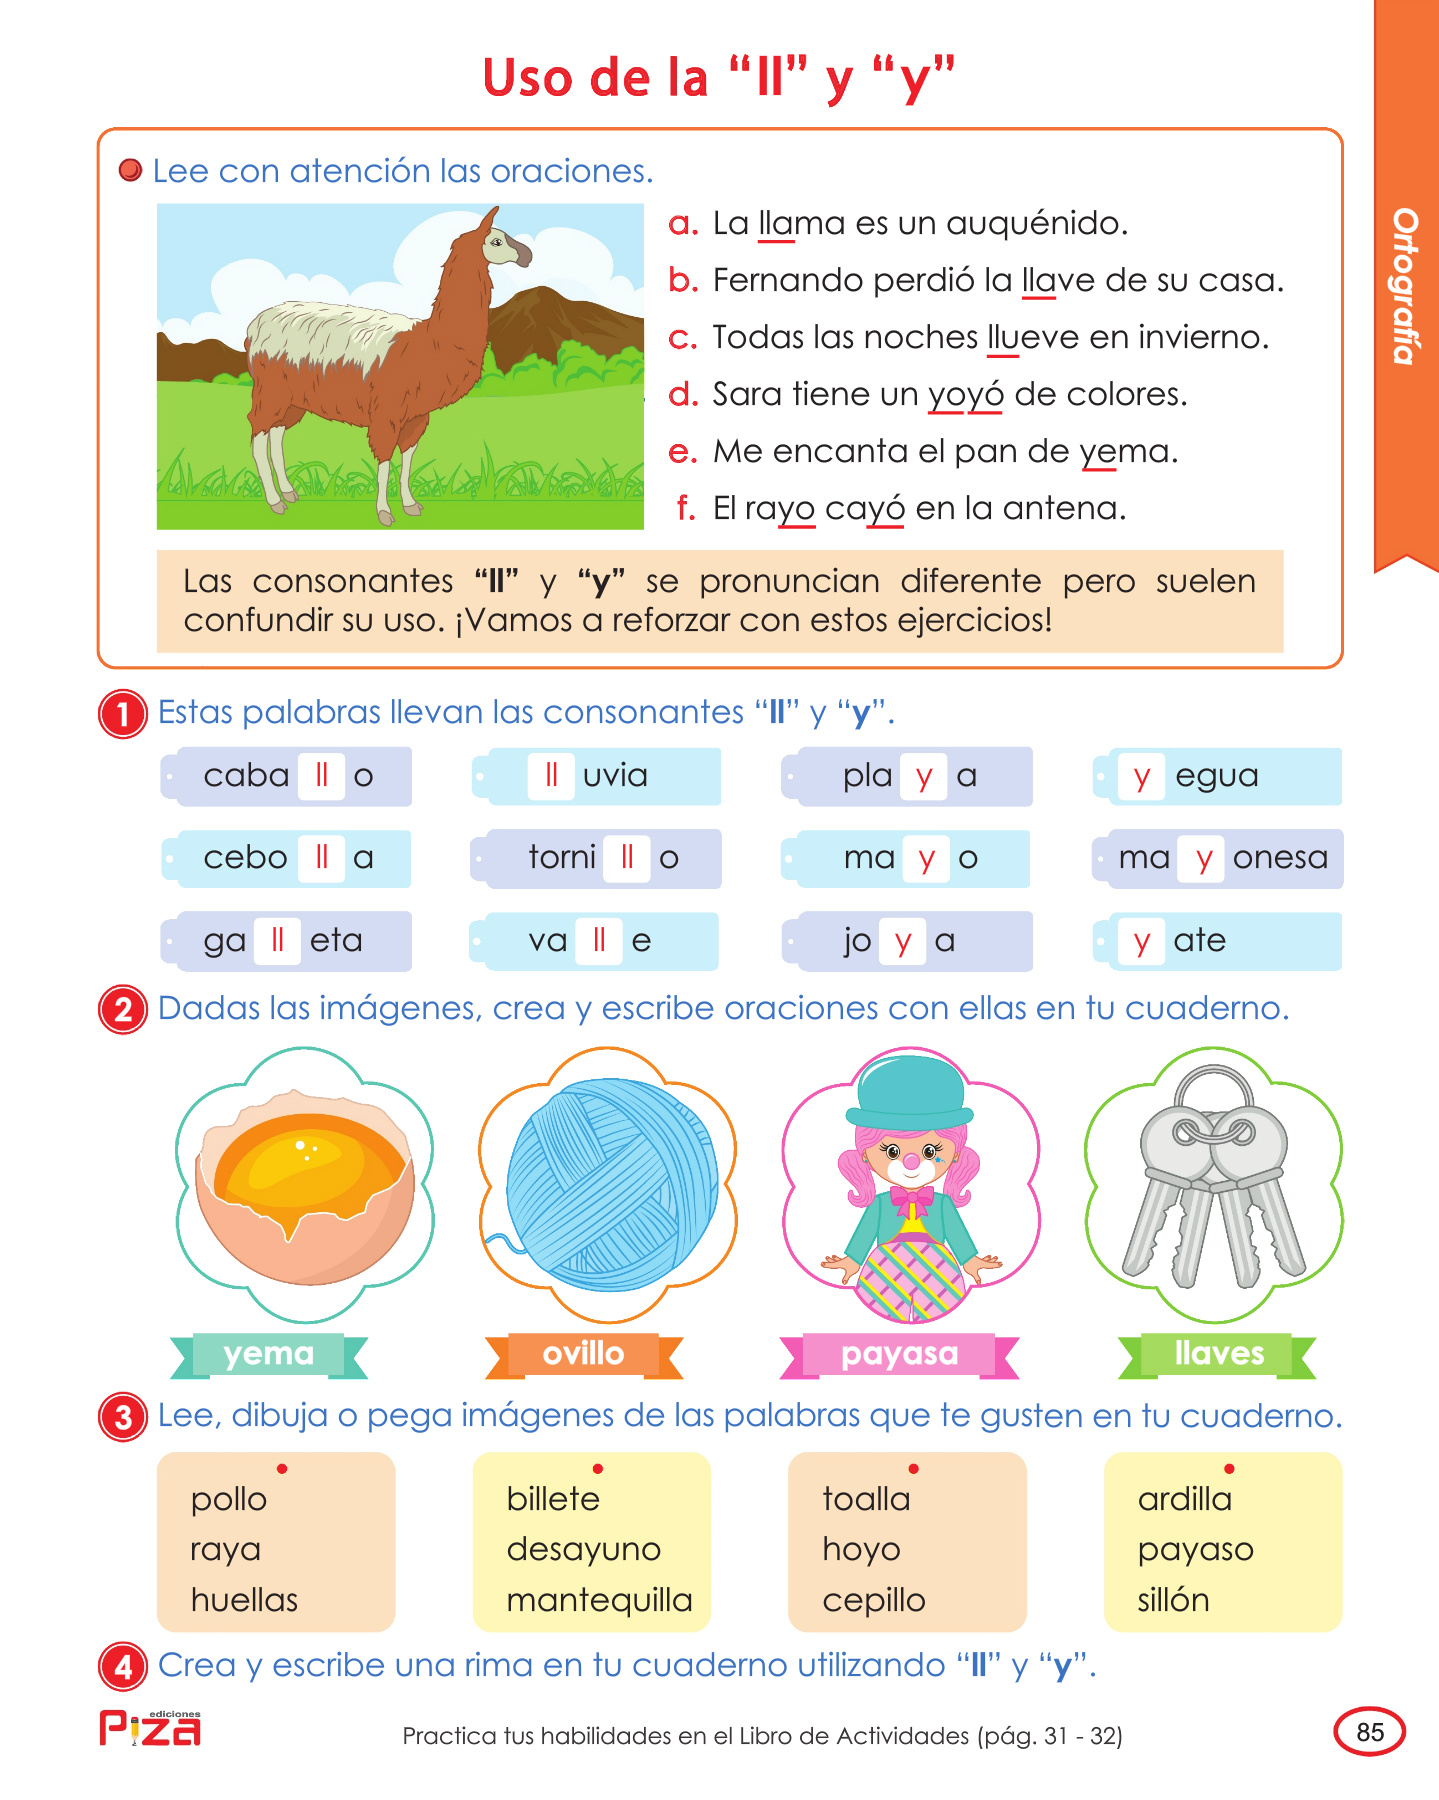 Uso de la “ll” y “y”
Ortografía
Lee con atención las oraciones.
a. La llama es un auquénido.
b. Fernando perdió la llave de su casa.
c. Todas las noches llueve en invierno.
d. Sara tiene un yoyó de colores.
e. Me encanta el pan de yema.
f. El rayo cayó en la antena.
Las consonantes “ll” y “y” se pronuncian diferente pero suelen
confundir su uso. ¡Vamos a reforzar con estos ejercicios!
1 Estas palabras llevan las consonantes “ll” y “y”.
caba ll o
ll uvia
pla y a
y egua
cebo ll a
torni ll o
ma y o
ma y onesa
ga ll eta
va ll e
jo y a
y ate
2 Dadas las imágenes, crea y escribe oraciones con ellas en tu cuaderno.
yema
ovillo
payasa
llaves
3 Lee, dibuja o pega imágenes de las palabras que te gusten en tu cuaderno.
pollo
raya
huellas
billete
desayuno
mantequilla
toalla
hoyo
cepillo
ardilla
payaso
sillón
4 Crea y escribe una rima en tu cuaderno utilizando “ll” y “y”.
ediciones
Piza
Practica tus habilidades en el Libro de Actividades (pág. 31 - 32)
85